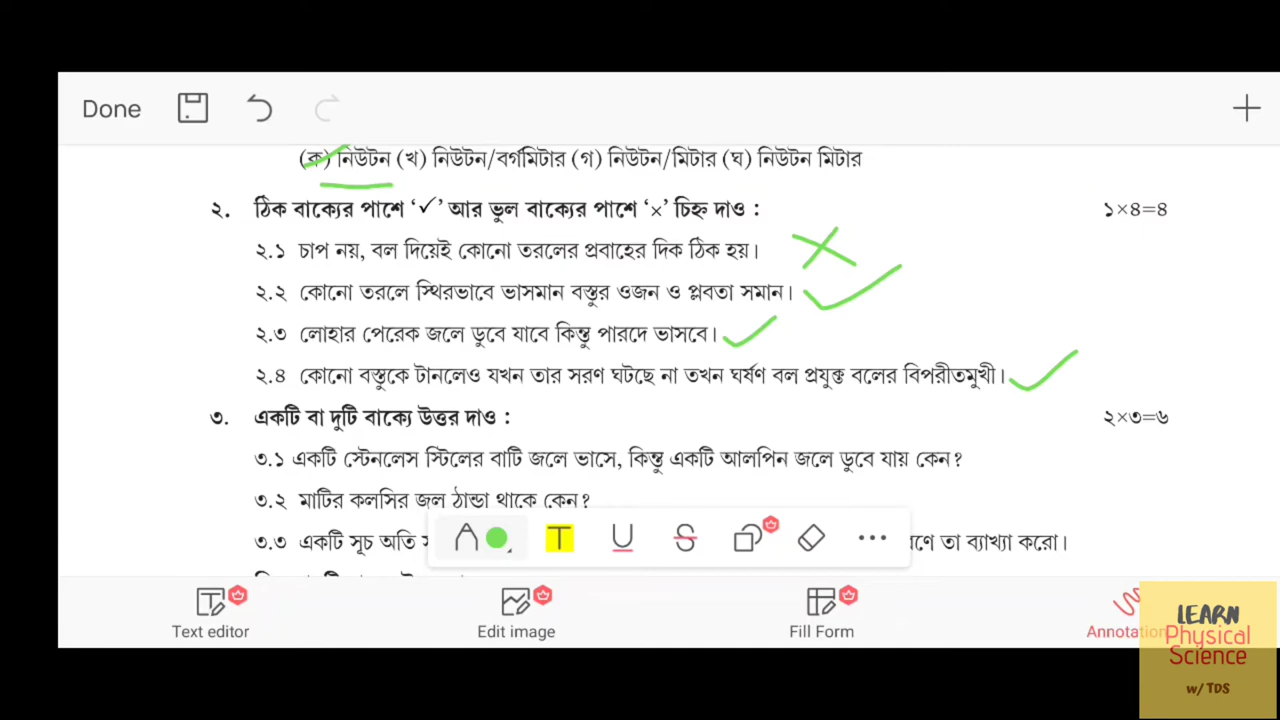 Done
(ক) নিউটন (খ) নিউটন/বর্গমিটার (গ) নিউটন/মিটার (ঘ) নিউটন মিটার
২. ঠিক বাক্যের পাশে ‘✓’ আর ভুল বাক্যের পাশে ‘×’ চিহ্ন দাও : ১×৪=৪
২.১ চাপ নয়, বল দিয়েই কোনো তরলের প্রবাহের দিক ঠিক হয়।
২.২ কোনো তরলে স্থিরভাবে ভাসমান বস্তুর ওজন ও প্লবতা সমান।
২.৩ লোহার পেরেক জলে ডুবে যাবে কিন্তু পারদে ভাসবে।
২.৪ কোনো বস্তুকে টানলেও যখন তার সরণ ঘটছে না তখন ঘর্ষণ বল প্রযুক্ত বলের বিপরীতমুখী।
৩. একটি বা দুটি বাক্যে উত্তর দাও : ২×৩=৬
৩.১ একটি স্টেনলেস স্টিলের বাটি জলে ভাসে, কিন্তু একটি আলপিন জলে ডুবে যায় কেন?
৩.২ মাটির কলসির জল ঠান্ডা থাকে কেন?
৩.৩ একটি সূচ অতি তা ব্যাখ্যা করো।
Text editor
Edit image
Fill Form
Annotation
LEARN
Physical
Science
w/ TDS